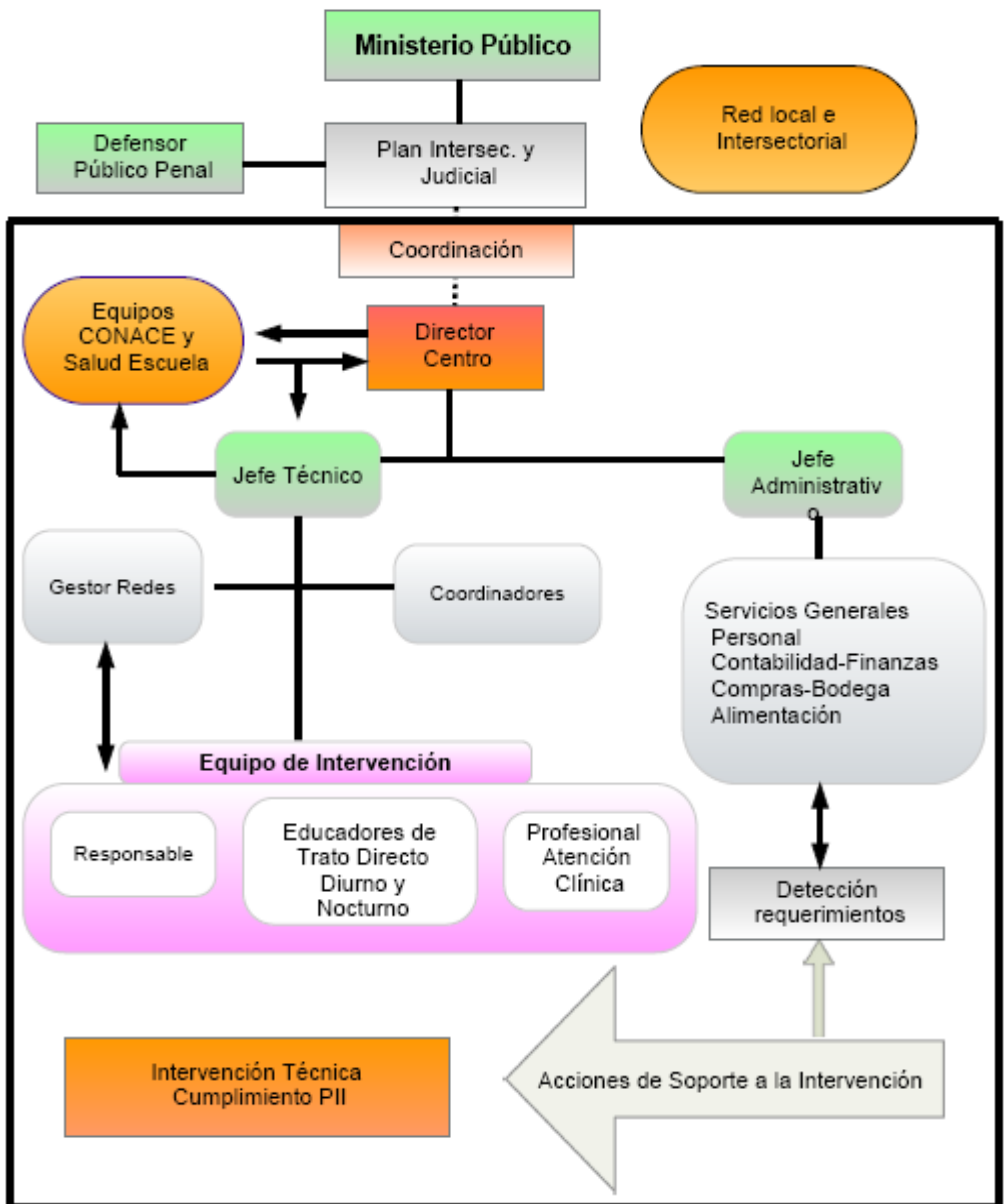 Ministerio Público
Red local e
Intersectorial
Defensor
Público Penal
Plan Intersec. y
Judicial
Coordinación
Equipos
CONACE y
Salud Escuela
Director
Centro
Jefe Técnico
Jefe
Administrativ
o
Gestor Redes
Coordinadores
Servicios Generales
Personal
Contabilidad-Finanzas
Compras-Bodega
Alimentación
Equipo de Intervención
Responsable
Educadores de
Trato Directo
Diurno y
Nocturno
Profesional
Atención
Clínica
Detección
requerimientos
Intervención Técnica
Cumplimiento PII
Acciones de Soporte a la Intervención